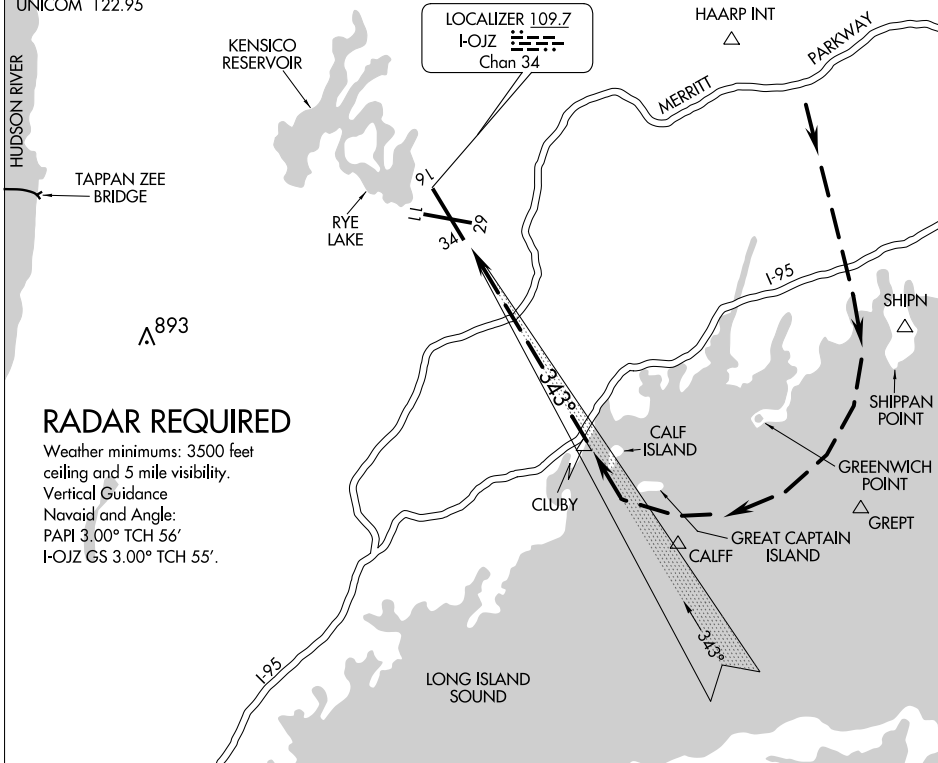 UNICOM 122.95
LOCALIZER 109.7
I-OJZ
Chan 34
HAARP INT
PARKWAY
MERRITT
KENSICO
RESERVOIR
HUDSON RIVER
TAPPAN ZEE
BRIDGE
RYE
LAKE
16
11
29
34
I-95
SHIPN
893
SHIPPAN
POINT
343°
RADAR REQUIRED
Weather minimums: 3500 feet
ceiling and 5 mile visibility.
Vertical Guidance
Navaid and Angle:
PAPI 3.00° TCH 56'
I-OJZ GS 3.00° TCH 55'.
CALF
ISLAND
GREENWICH
POINT
CLUBY
GREPT
GREAT CAPTAIN
ISLAND
CALFF
343°
I-95
LONG ISLAND
SOUND